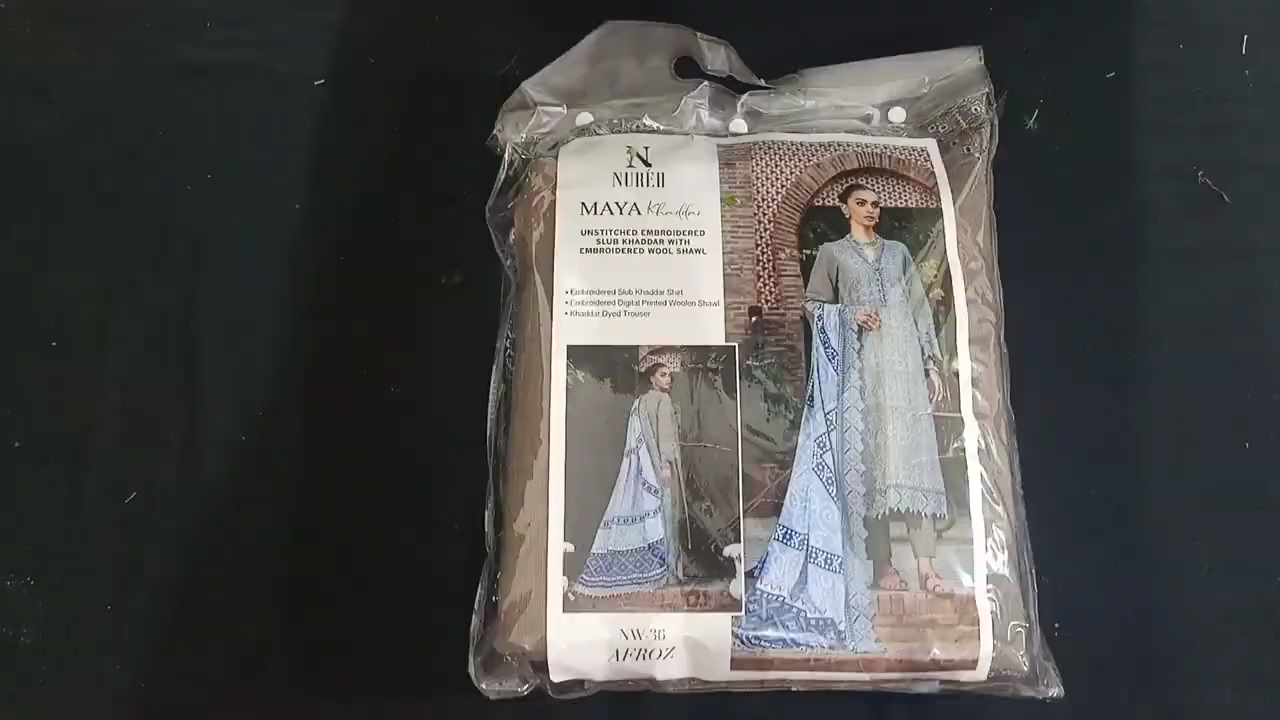 N
NUREH
MAYA Khaddar
UNSTITCHED EMBROIDERED
SLUB KHADDAR WITH
EMBROIDERED WOOL SHAWL
• Embroidered Slub Khaddar Shirt
• Embroidered Digital Printed Woolen Shawl
• Khaddar Dyed Trouser
NW-36
AFROZ